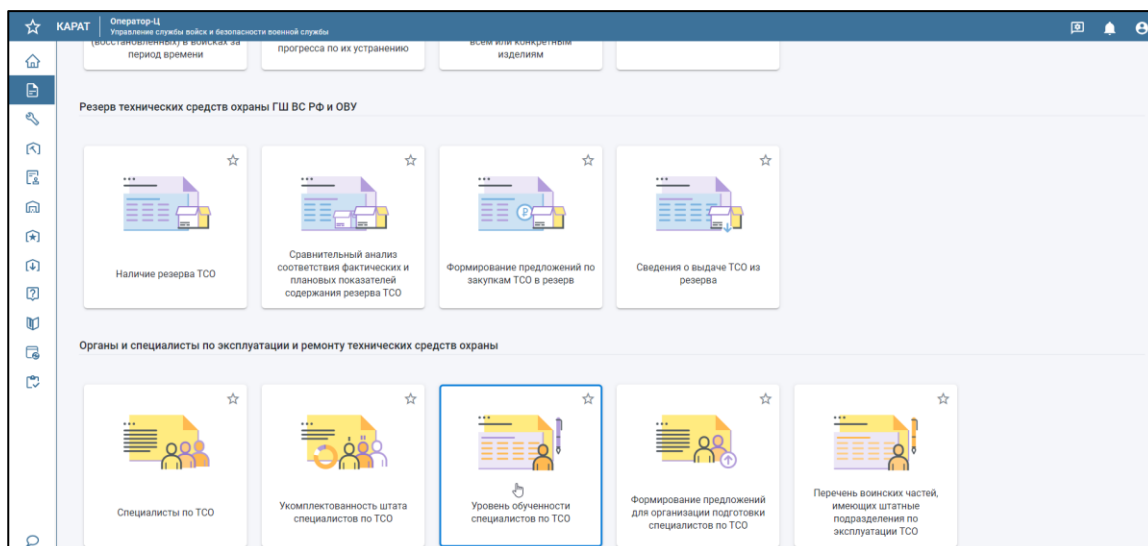 КАРАТ
Оператор-Ц
Управление службы войск и безопасности военной службы
(восстановленных) в войсках за
период времени
прогресса по их устранению
всем или конкретным
изделиям
Резерв технических средств охраны ГШ ВС РФ и ОВУ
Наличие резерва ТСО
Сравнительный анализ
соответствия фактических и
плановых показателей
содержания резерва ТСО
Формирование предложений по
закупкам ТСО в резерв
Сведения о выдаче ТСО из
резерва
Органы и специалисты по эксплуатации и ремонту технических средств охраны
Специалисты по ТСО
Укомплектованность штата
специалистов по ТСО
Уровень обученности
специалистов по ТСО
Формирование предложений
для организации подготовки
специалистов по ТСО
Перечень воинских частей,
имеющих штатные
подразделения по
эксплуатации ТСО